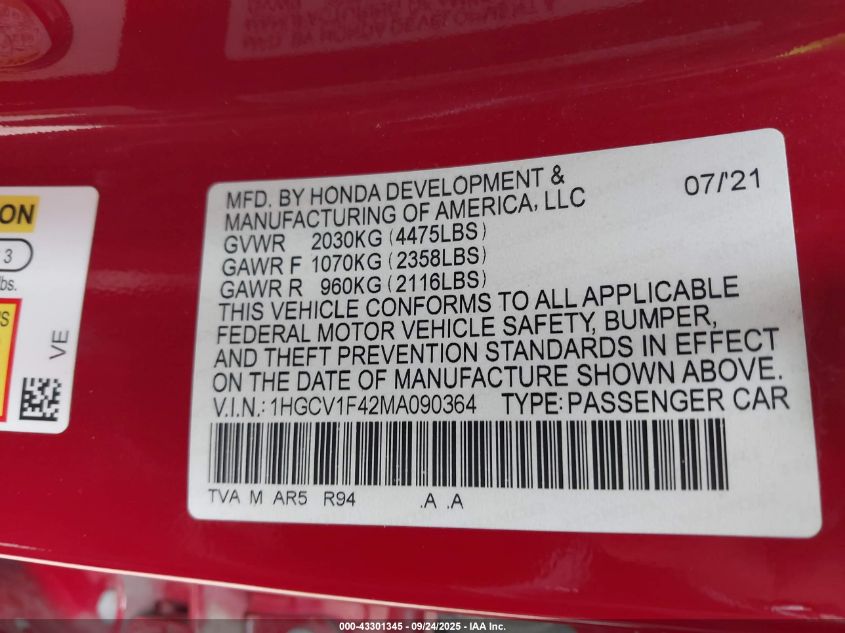 MFD. BY HONDA DEVELOPMENT &
MANUFACTURING OF AMERICA, LLC
07/'21
GVWR 2030KG (4475LBS)
GAWR F 1070KG (2358LBS)
GAWR R 960KG (2116LBS)
THIS VEHICLE CONFORMS TO ALL APPLICABLE
FEDERAL MOTOR VEHICLE SAFETY, BUMPER,
AND THEFT PREVENTION STANDARDS IN EFFECT
ON THE DATE OF MANUFACTURE SHOWN ABOVE.
V.I.N.: 1HGCV1F42MA090364 TYPE: PASSENGER CAR
TVA M AR5 R94 .A .A
ON
3
lbs.
'S
VE
000-43301345 - 09/24/2025 - IAA Inc.